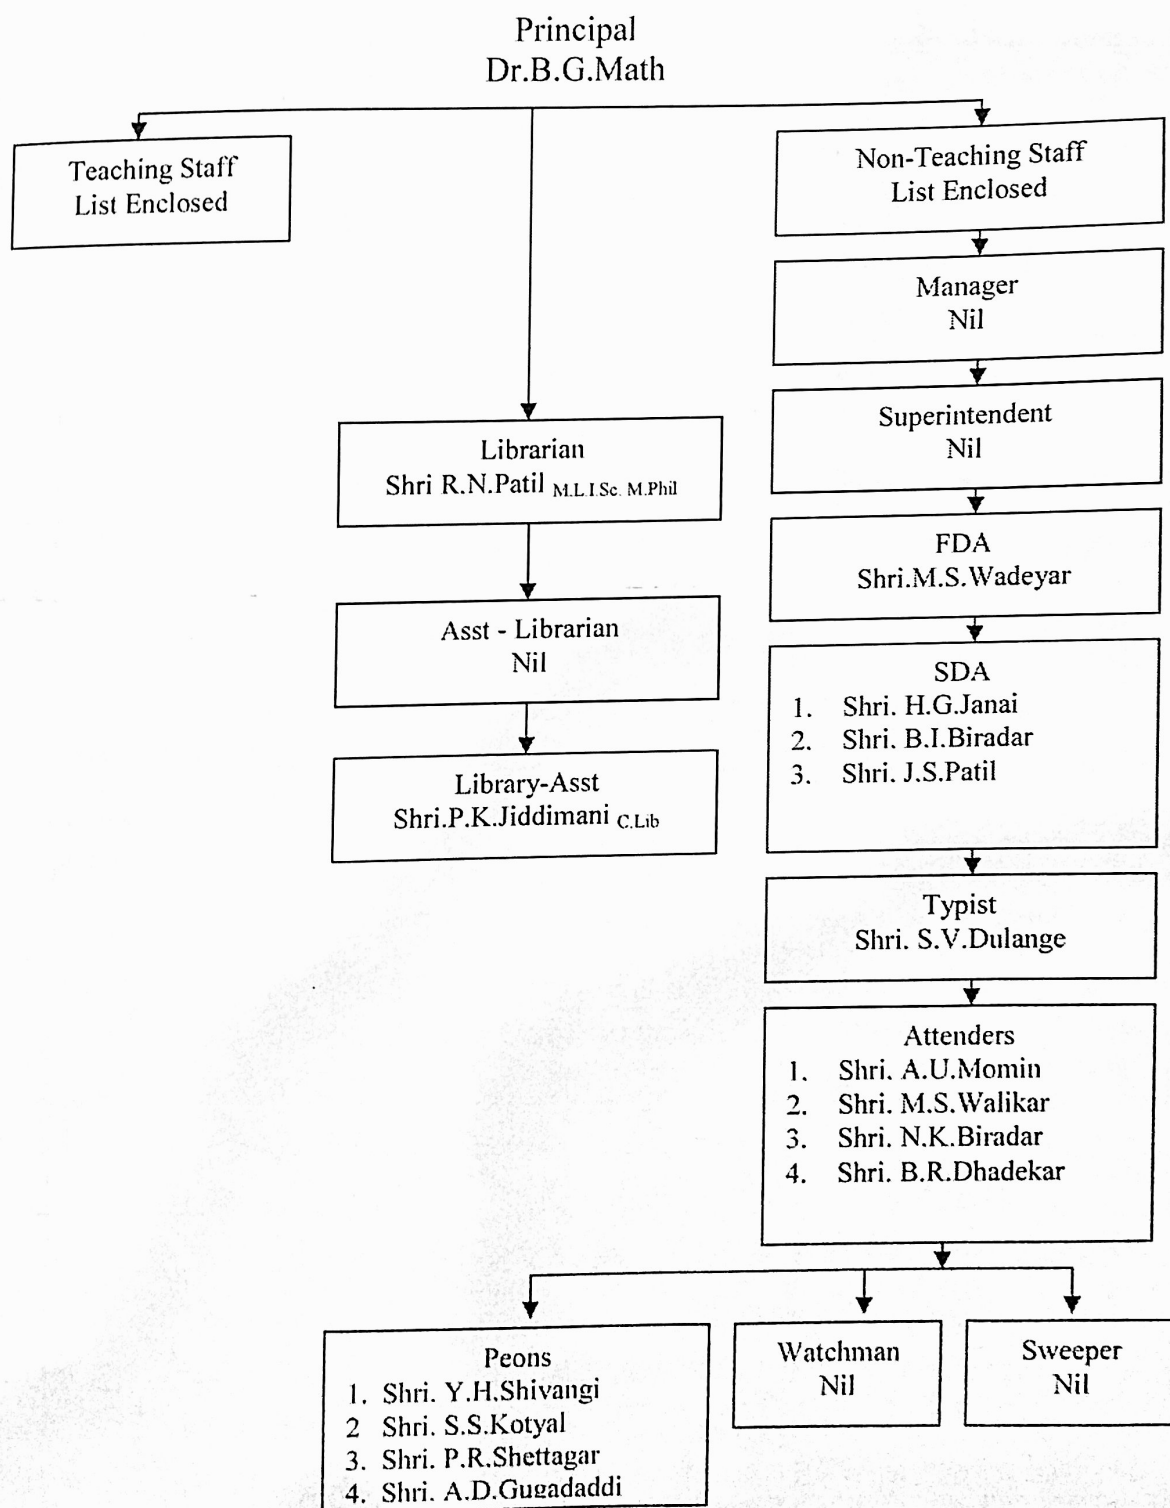 Principal
Dr.B.G.Math
Teaching Staff
List Enclosed
Non-Teaching Staff
List Enclosed
Manager
Nil
Superintendent
Nil
Librarian
Shri R.N.Patil M.L.I.Sc. M.Phil
FDA
Shri.M.S.Wadeyar
Asst - Librarian
Nil
SDA
1. Shri. H.G.Janai
2. Shri. B.I.Biradar
3. Shri. J.S.Patil
Library-Asst
Shri.P.K.Jiddimani C.Lib
Typist
Shri. S.V.Dulange
Attenders
1. Shri. A.U.Momin
2. Shri. M.S.Walikar
3. Shri. N.K.Biradar
4. Shri. B.R.Dhadekar
Peons
1. Shri. Y.H.Shivangi
2 Shri. S.S.Kotyal
3. Shri. P.R.Shettagar
4. Shri. A.D.Gugadaddi
Watchman
Nil
Sweeper
Nil